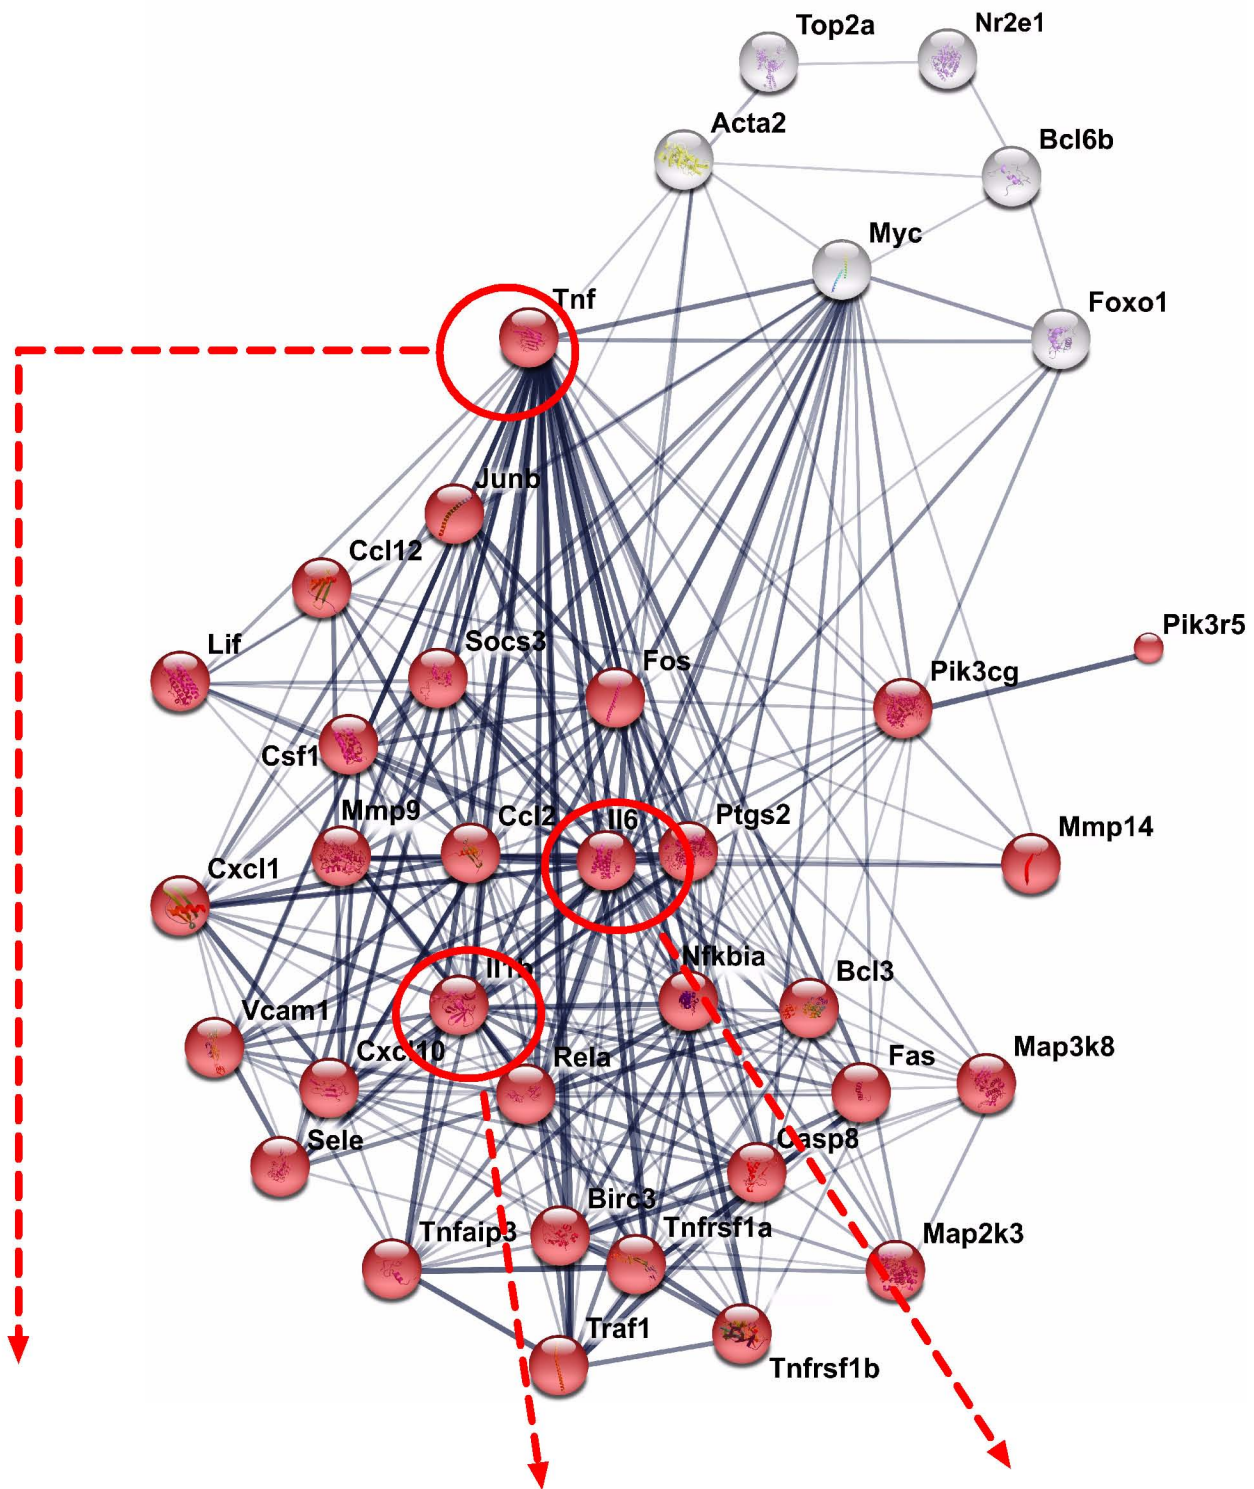 Top2a
Nr2e1
Acta2
Bcl6b
Myc
Tnf
Foxo1
Junb
Ccl12
Lif
Socs3
Fos
Pik3r5
Pik3cg
Csf1
Mmp9
Ccl2
Il6
Ptgs2
Mmp14
Cxcl1
Il1b
Nfkbia
Bcl3
Vcam1
Cxcl10
Rela
Fas
Map3k8
Sele
Casp8
Birc3
Tnfaip3
Tnfrsf1a
Map2k3
Traf1
Tnfrsf1b